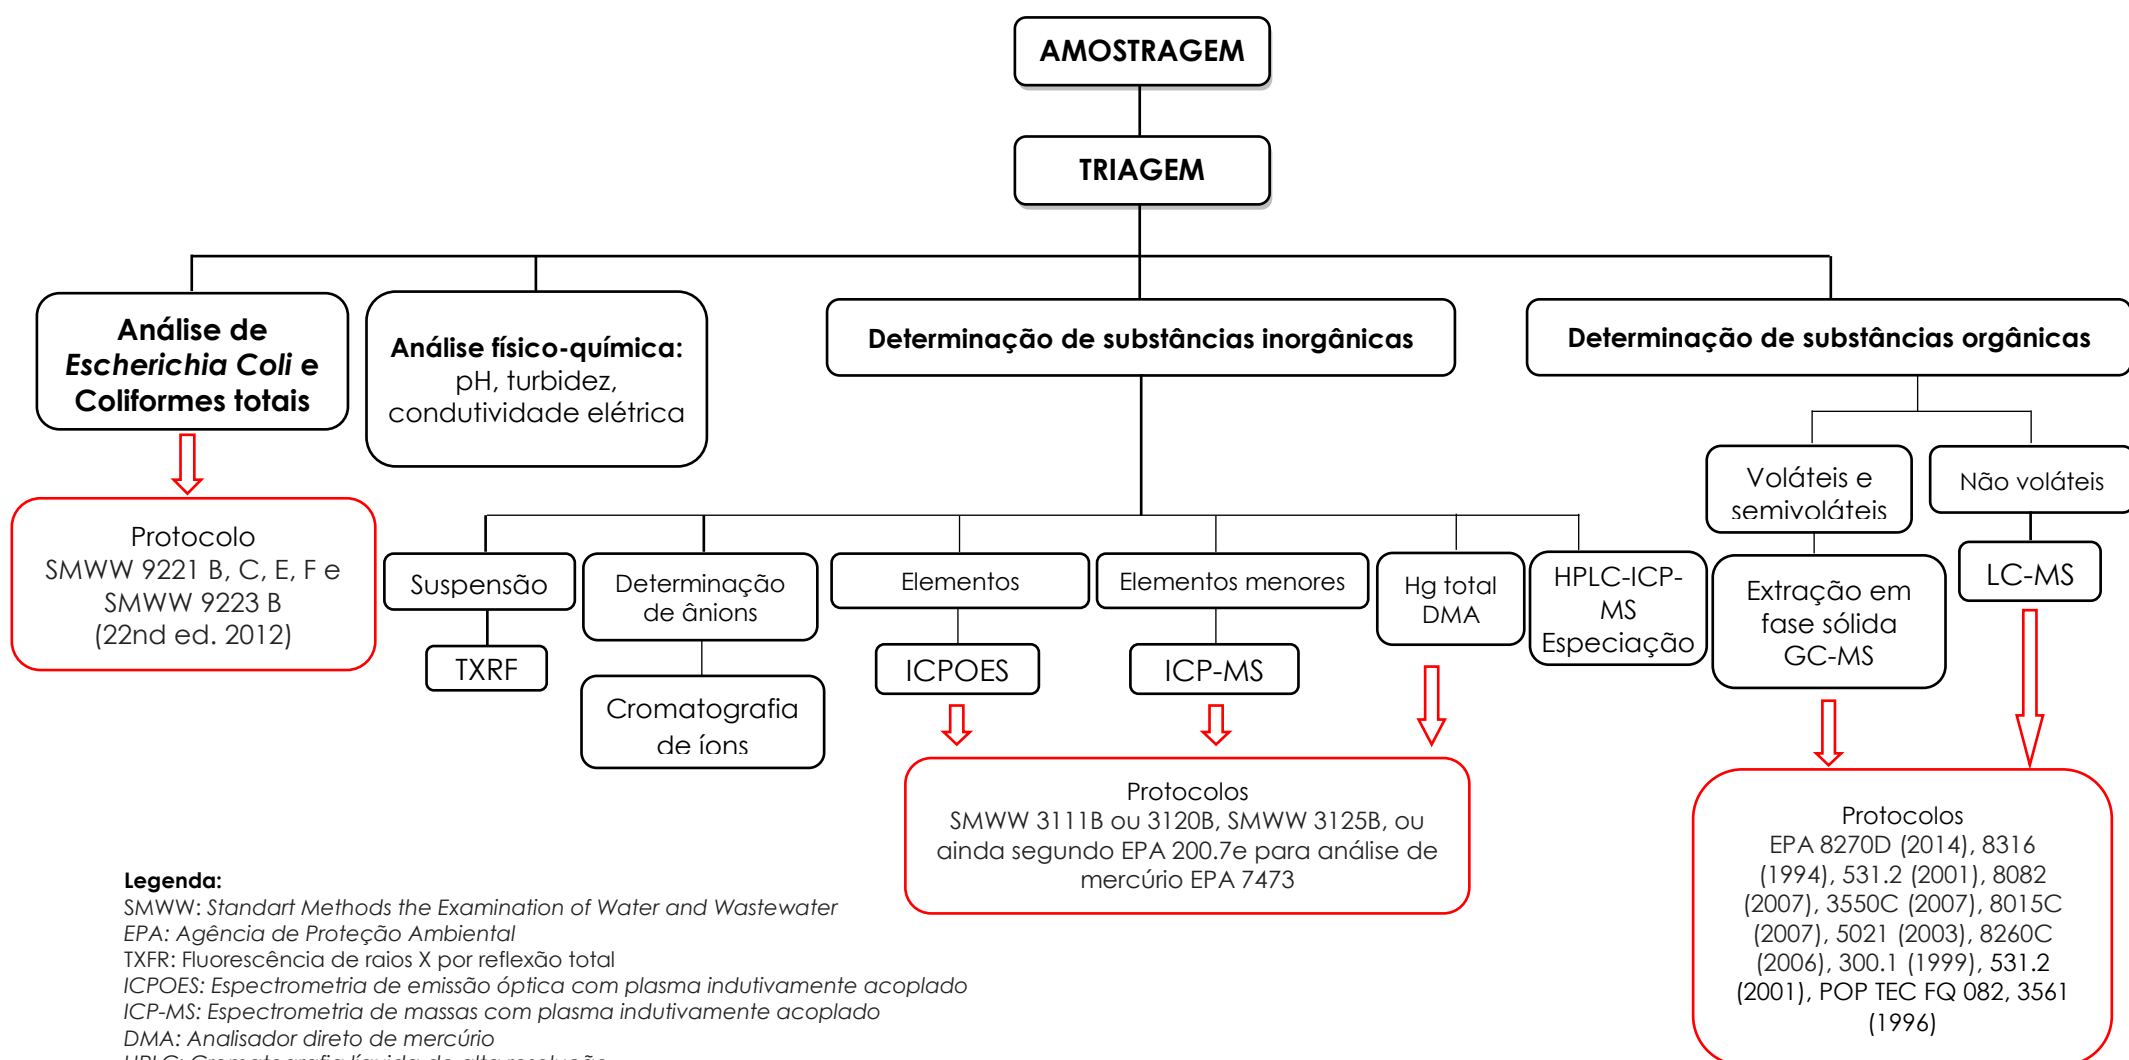 AMOSTRAGEM
TRIAGEM
Análise de
Escherichia Coli e
Coliformes totais
Análise físico-química:
pH, turbidez,
condutividade elétrica
Determinação de substâncias inorgânicas
Determinação de substâncias orgânicas
Voláteis e
semivoláteis
Não voláteis
Protocolo
SMWW 9221 B, C, E, F e
SMWW 9223 B
(22nd ed. 2012)
Suspensão
TXRF
Determinação
de ânions
Cromatografia
de íons
Elementos
ICPOES
Elementos menores
ICP-MS
Hg total
DMA
HPLC-ICP-
MS
Especiação
Extração em
fase sólida
GC-MS
LC-MS
Protocolos
SMWW 3111B ou 3120B, SMWW 3125B, ou
ainda segundo EPA 200.7e para análise de
mercúrio EPA 7473
Protocolos
EPA 8270D (2014), 8316
(1994), 531.2 (2001), 8082
(2007), 3550C (2007), 8015C
(2007), 5021 (2003), 8260C
(2006), 300.1 (1999), 531.2
(2001), POP TEC FQ 082, 3561
(1996)
Legenda:
SMWW: Standart Methods the Examination of Water and Wastewater
EPA: Agência de Proteção Ambiental
TXFR: Fluorescência de raios X por reflexão total
ICPOES: Espectrometria de emissão óptica com plasma indutivamente acoplado
ICP-MS: Espectrometria de massas com plasma indutivamente acoplado
DMA: Analisador direto de mercúrio
HPLC: Cromatografia líquida de alta resolução